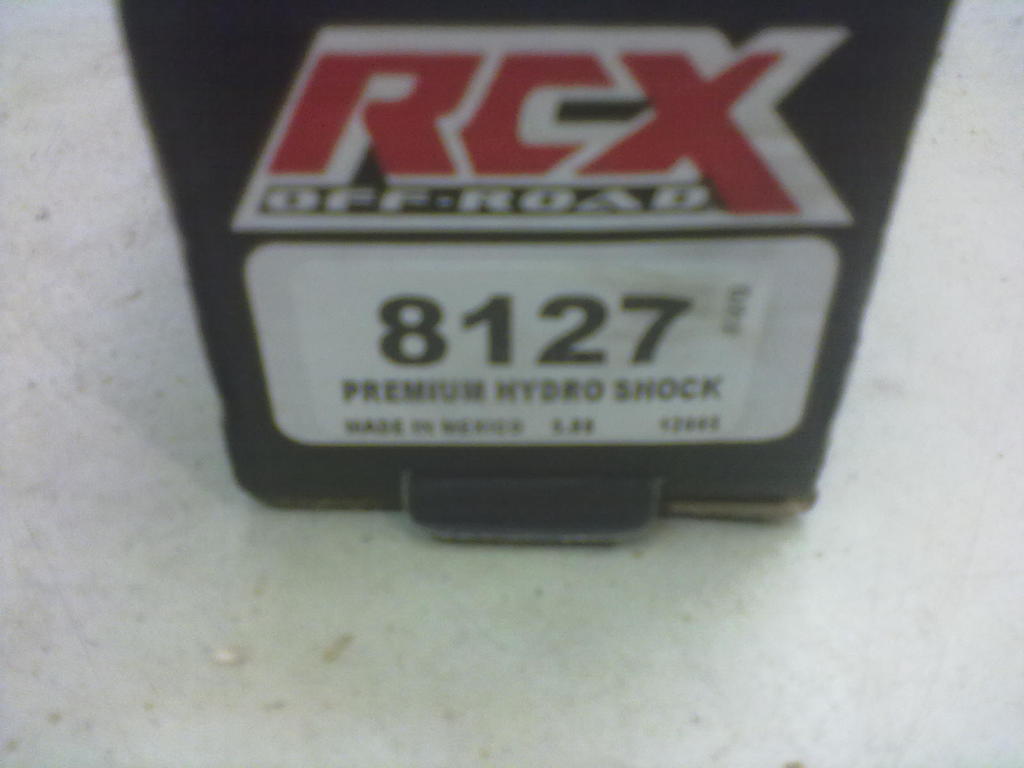 RCX
OFF-ROAD
8127
PREMIUM HYDRO SHOCK
MADE IN MEXICO